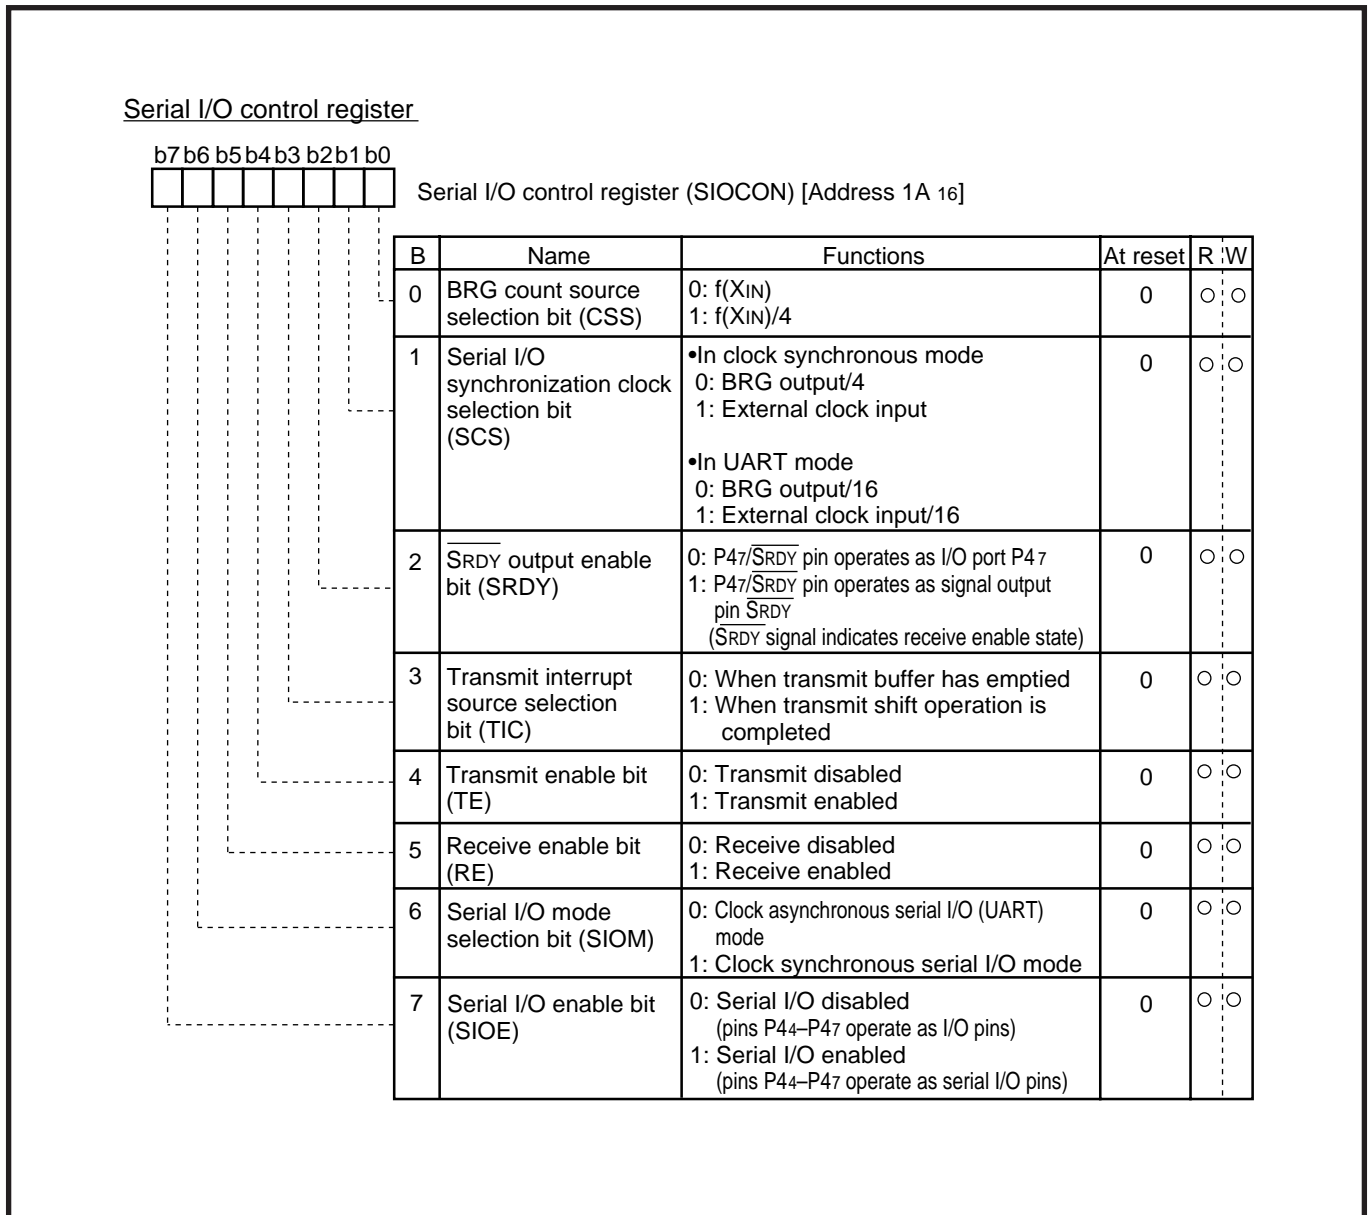 Serial I/O control register
b7 b6 b5 b4 b3 b2 b1 b0
Serial I/O control register (SIOCON) [Address 1A 16]
B Name Functions At reset R W
0 BRG count source selection bit (CSS) 0: f(XIN) 0 ○ ○
1: f(XIN)/4
1 Serial I/O synchronization clock selection bit (SCS) •In clock synchronous mode 0 ○ ○
0: BRG output/4
1: External clock input
•In UART mode
0: BRG output/16
1: External clock input/16
2 S̅R̅D̅Y̅ output enable bit (SRDY) 0: P47/S̅R̅D̅Y̅ pin operates as I/O port P47 0 ○ ○
1: P47/S̅R̅D̅Y̅ pin operates as signal output
pin S̅R̅D̅Y̅
(S̅R̅D̅Y̅ signal indicates receive enable state)
3 Transmit interrupt source selection bit (TIC) 0: When transmit buffer has emptied 0 ○ ○
1: When transmit shift operation is
completed
4 Transmit enable bit (TE) 0: Transmit disabled 0 ○ ○
1: Transmit enabled
5 Receive enable bit (RE) 0: Receive disabled 0 ○ ○
1: Receive enabled
6 Serial I/O mode selection bit (SIOM) 0: Clock asynchronous serial I/O (UART) 0 ○ ○
mode
1: Clock synchronous serial I/O mode
7 Serial I/O enable bit (SIOE) 0: Serial I/O disabled 0 ○ ○
(pins P44–P47 operate as I/O pins)
1: Serial I/O enabled
(pins P44–P47 operate as serial I/O pins)